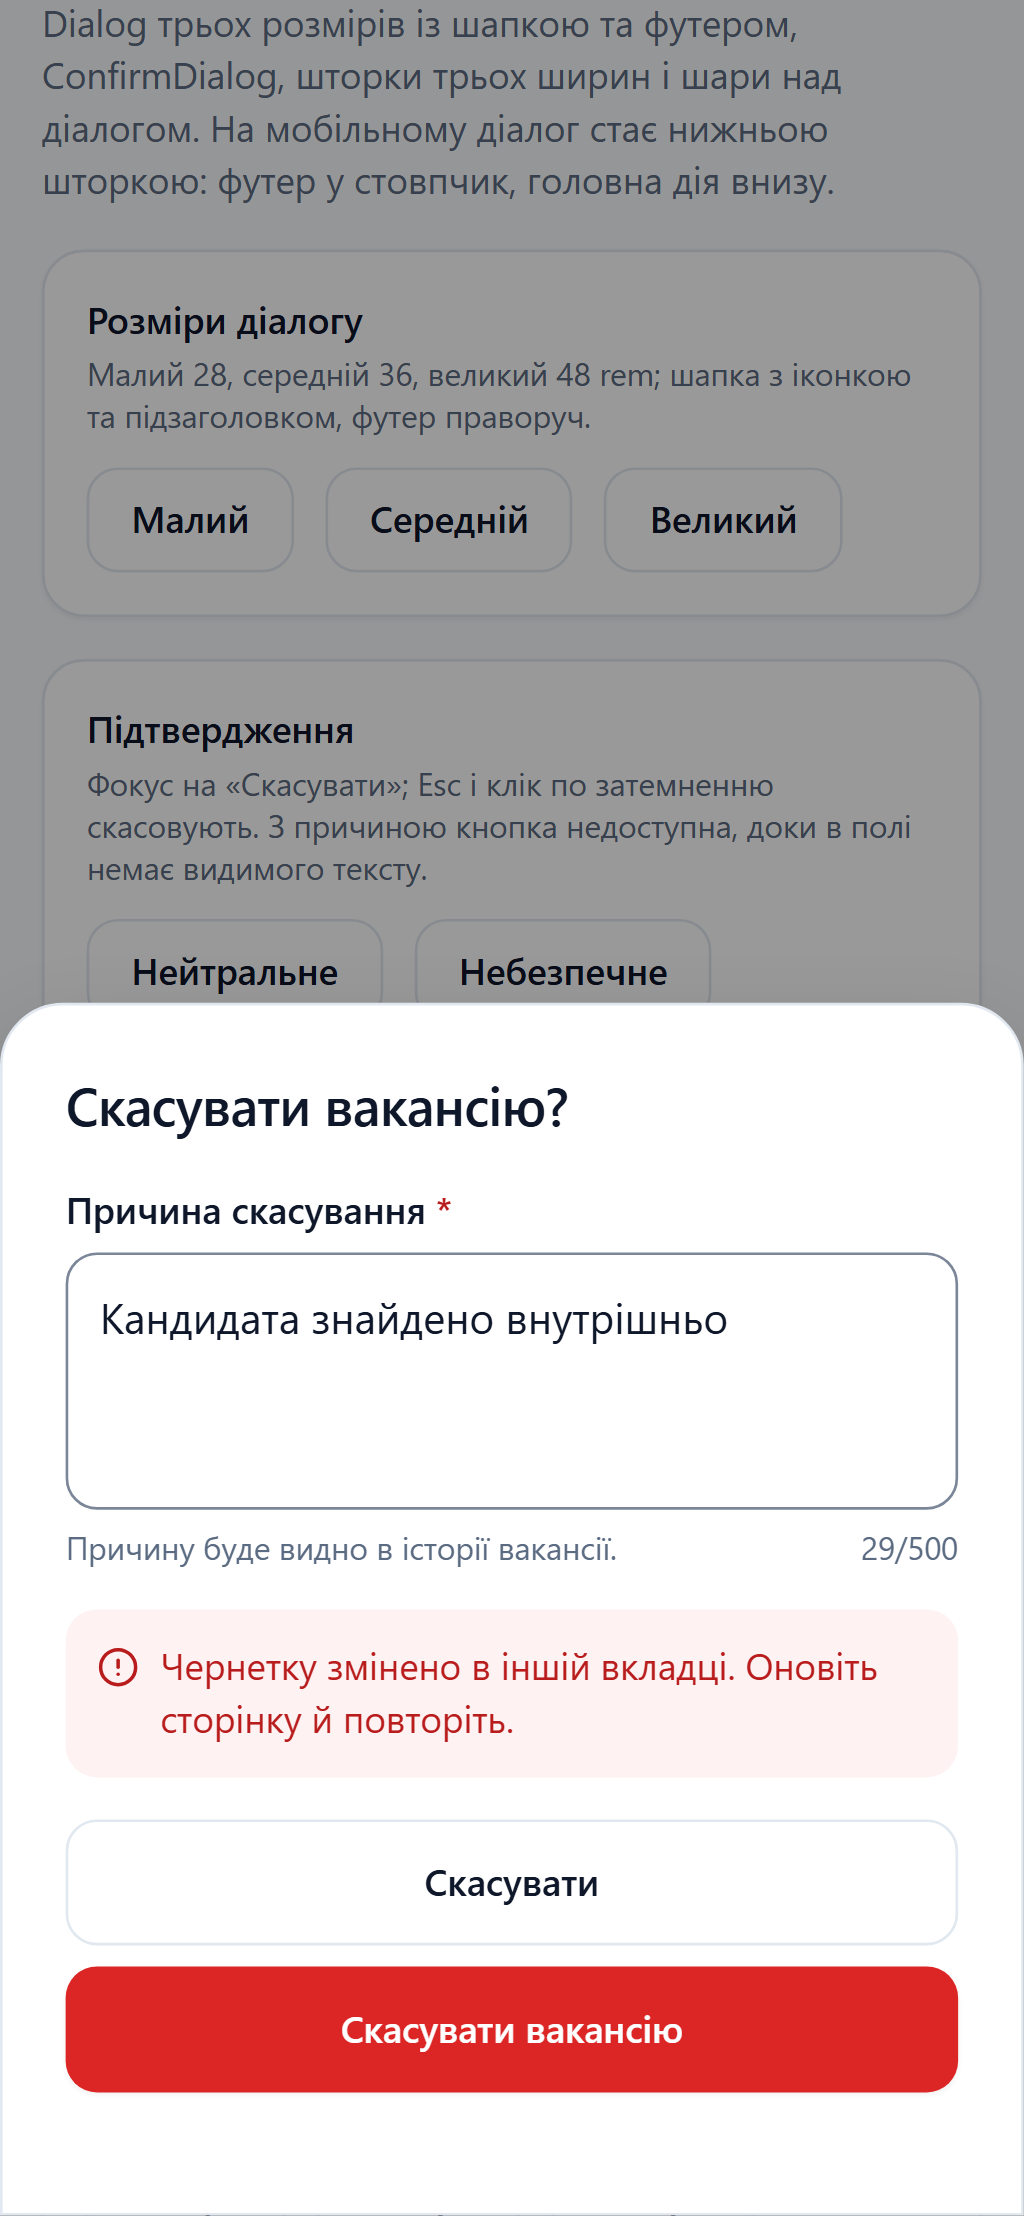 Dialog трьох розмірів із шапкою та футером,
ConfirmDialog, шторки трьох ширин і шари над
діалогом. На мобільному діалог стає нижньою
шторкою: футер у стовпчик, головна дія внизу.
Розміри діалогу
Малий 28, середній 36, великий 48 rem; шапка з іконкою
та підзаголовком, футер праворуч.
Малий
Середній
Великий
Підтвердження
Фокус на «Скасувати»; Esc і клік по затемненню
скасовують. З причиною кнопка недоступна, доки в полі
немає видимого тексту.
Нейтральне
Небезпечне
Скасувати вакансію?
Причина скасування *
Кандидата знайдено внутрішньо
Причину буде видно в історії вакансії.
29/500
Чернетку змінено в іншій вкладці. Оновіть
сторінку й повторіть.
Скасувати
Скасувати вакансію